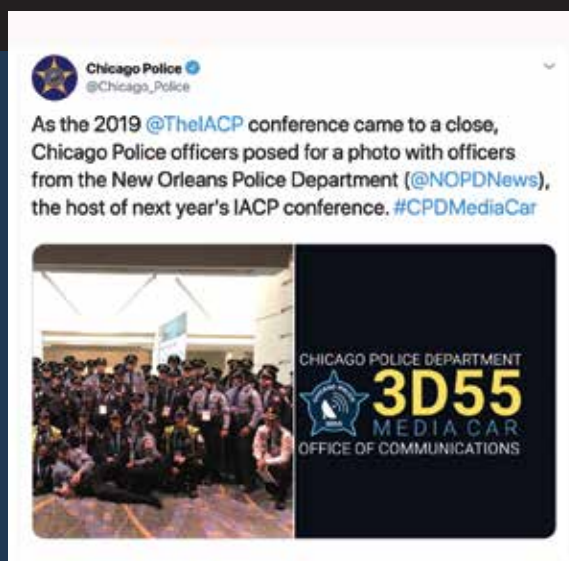 Chicago Police
@Chicago_Police
As the 2019 @TheIACP conference came to a close,
Chicago Police officers posed for a photo with officers
from the New Orleans Police Department (@NOPDNews),
the host of next year's IACP conference. #CPDMediaCar
CHICAGO POLICE DEPARTMENT
3D55
MEDIA CAR
OFFICE OF COMMUNICATIONS